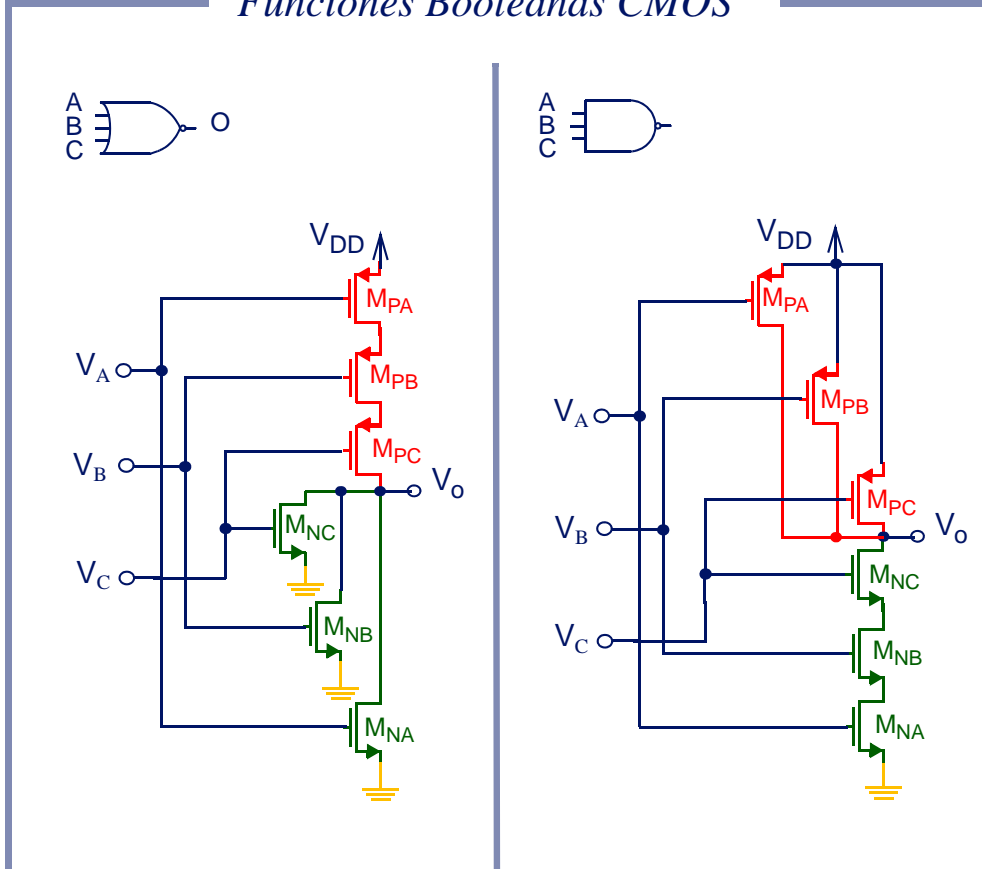 Funciones Booleanas CMOS
A
B
C
O
VDD
MPA
MPB
MPC
VA
VB
VC
Vo
MNC
MNB
MNA
A
B
C
VDD
MPA
MPB
MPC
VA
VB
VC
Vo
MNC
MNB
MNA